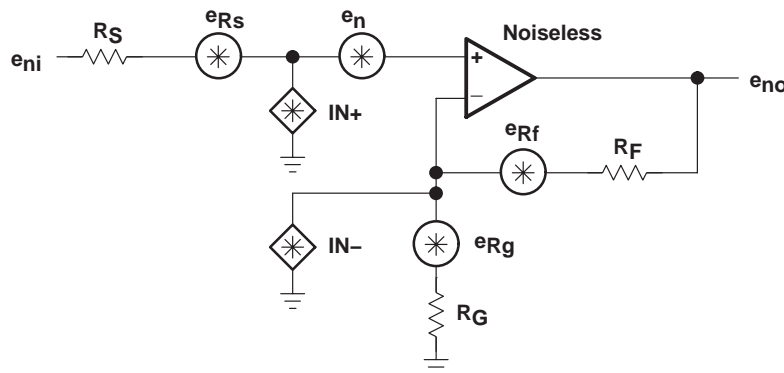 eRs
en
Noiseless
RS
eni
+
−
eno
IN+
eRf
RF
IN−
eRg
RG